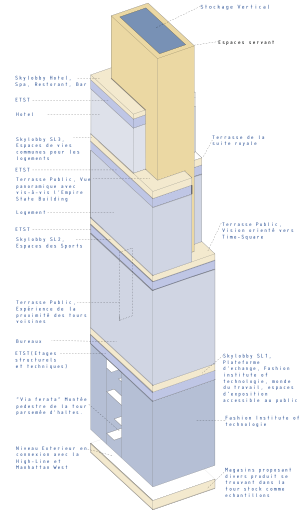 Stockage Vertical
Espaces servant
Skylobby Hotel,
Spa, Restorant, Bar
ETST
Hotel
Skylobby SL3,
Espaces de vies
communes pour les
logements
Terrasse de la
suite royale
ETST
Terrasse Public, Vue
panoramique avec
vis-à-vis l'Empire
State Building
Logement
Terrasse Public,
Vision orienté vers
Time-Square
ETST
Skylobby SL3,
Espaces des Sports
Terrasse Public,
Expérience de la
proximité des tours
voisines
Bureaux
ETST(Etages
structurels
et techniques)
Skylobby SL1,
Plateforme
d'echange, Fashion
institute of
technologie, monde
du travail, espaces
d'exposition
accessible au public
"Via ferata" Montée
pedestre de la tour
parsemée d'haltes.
Fashion Institute of
technologie
Niveau Exterieur en
connexion avec la
High-Line et
Manhattan West
Magasins proposant
divers produit se
trouvant dans la
tour stock comme
echantillons